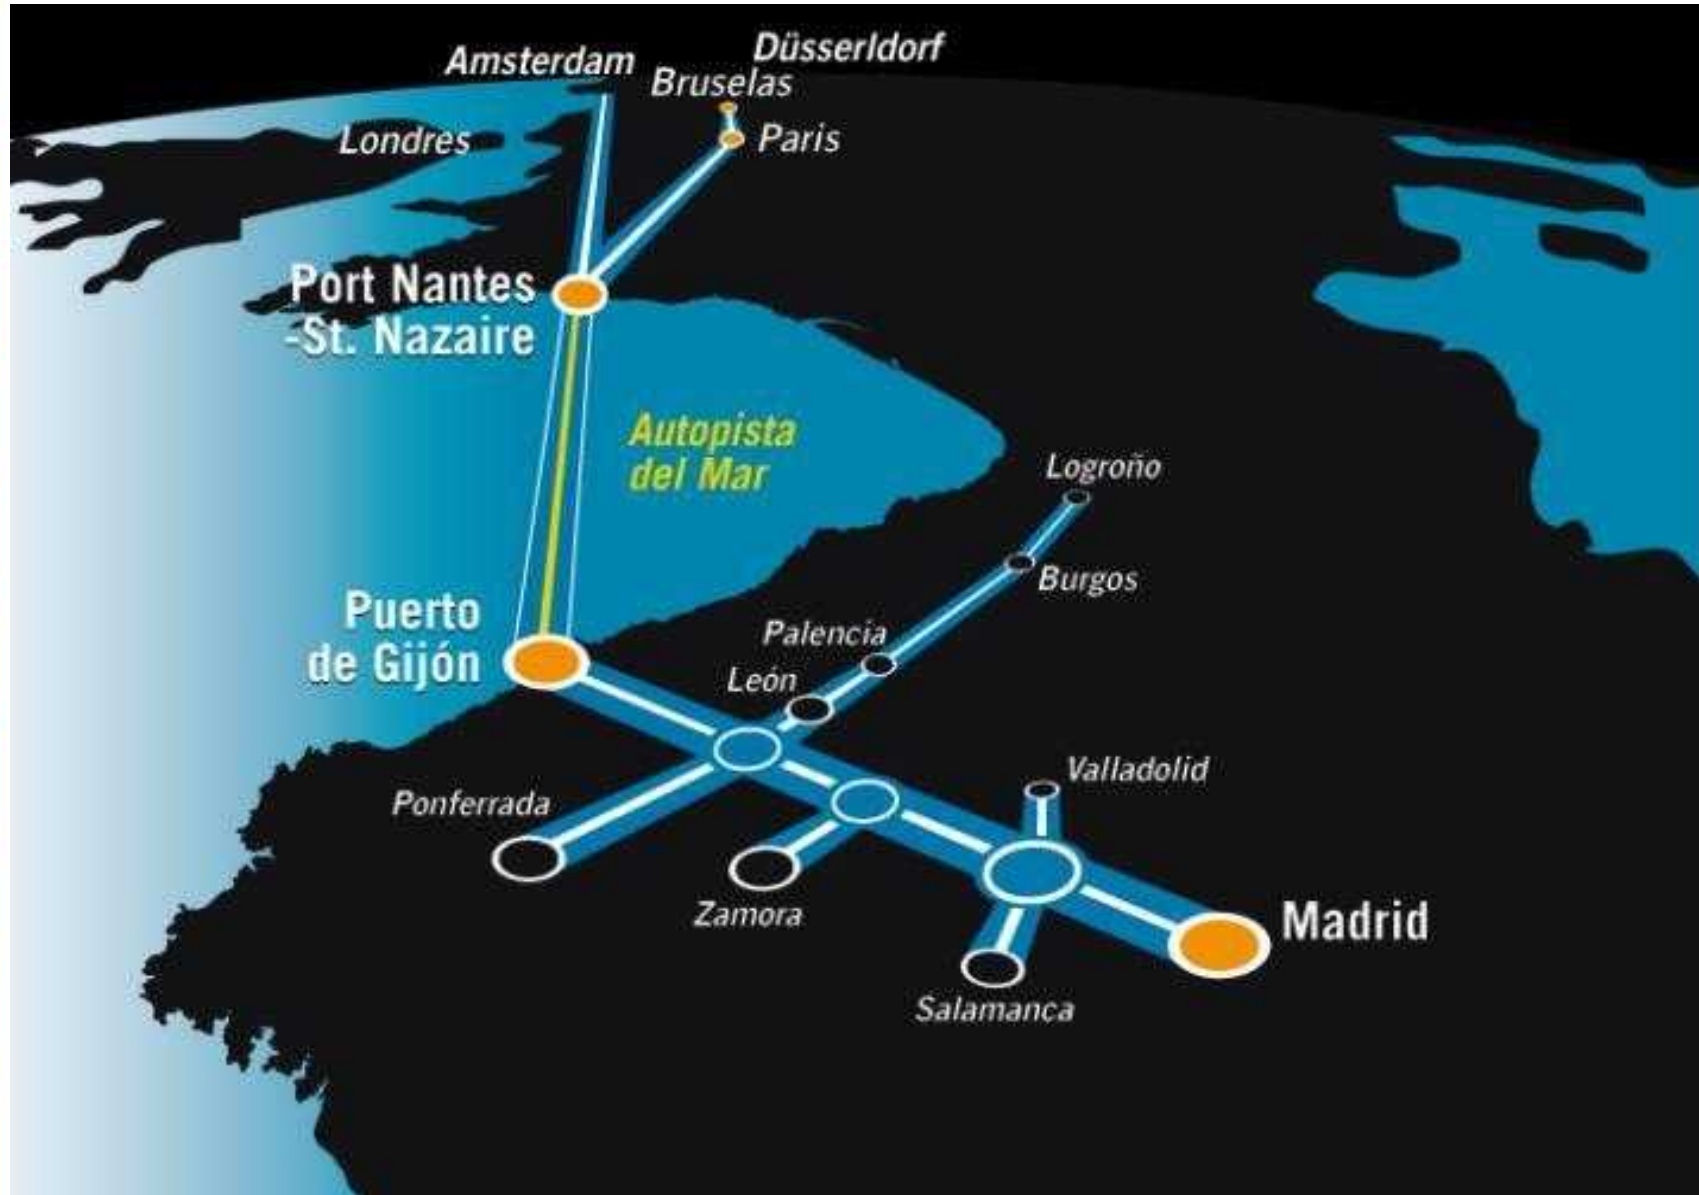 Düsserldorf
Amsterdam
Bruselas
Londres
Paris
Port Nantes
-St. Nazaire
Autopista
del Mar
Logroño
Burgos
Puerto
de Gijón
Palencia
León
Valladolid
Ponferrada
Zamora
Madrid
Salamanca